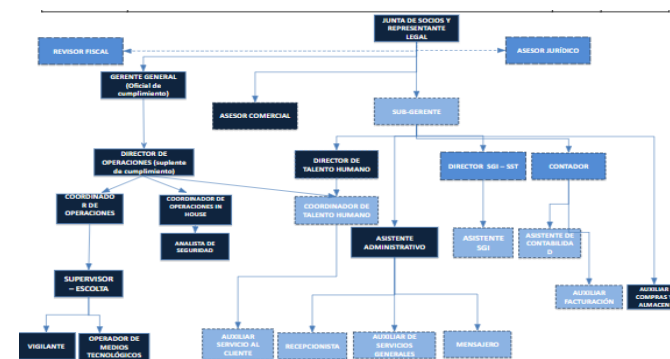 JUNTA DE SOCIOS Y
REPRESENTANTE
LEGAL
REVISOR FISCAL
ASESOR JURÍDICO
GERENTE GENERAL
(Oficial de
cumplimiento)
ASESOR COMERCIAL
SUB-GERENTE
DIRECTOR DE
OPERACIONES (suplente
de cumplimiento)
DIRECTOR DE
TALENTO HUMANO
DIRECTOR SGI – SST
CONTADOR
COORDINADO
R DE
OPERACIONES
COORDINADOR DE
OPERACIONES IN
HOUSE
COORDINADOR DE
TALENTO HUMANO
ANALISTA DE
SEGURIDAD
ASISTENTE
ADMINISTRATIVO
ASISTENTE
SGI
ASISTENTE DE
CONTABILIDA
D
SUPERVISOR
– ESCOLTA
AUXILIAR
FACTURACIÓN
AUXILIAR
COMPRAS Y
ALMACEN
VIGILANTE
OPERADOR DE
MEDIOS
TECNOLÓGICOS
AUXILIAR
SERVICIO AL
CLIENTE
RECEPCIONISTA
AUXILIAR DE
SERVICIOS
GENERALES
MENSAJERO